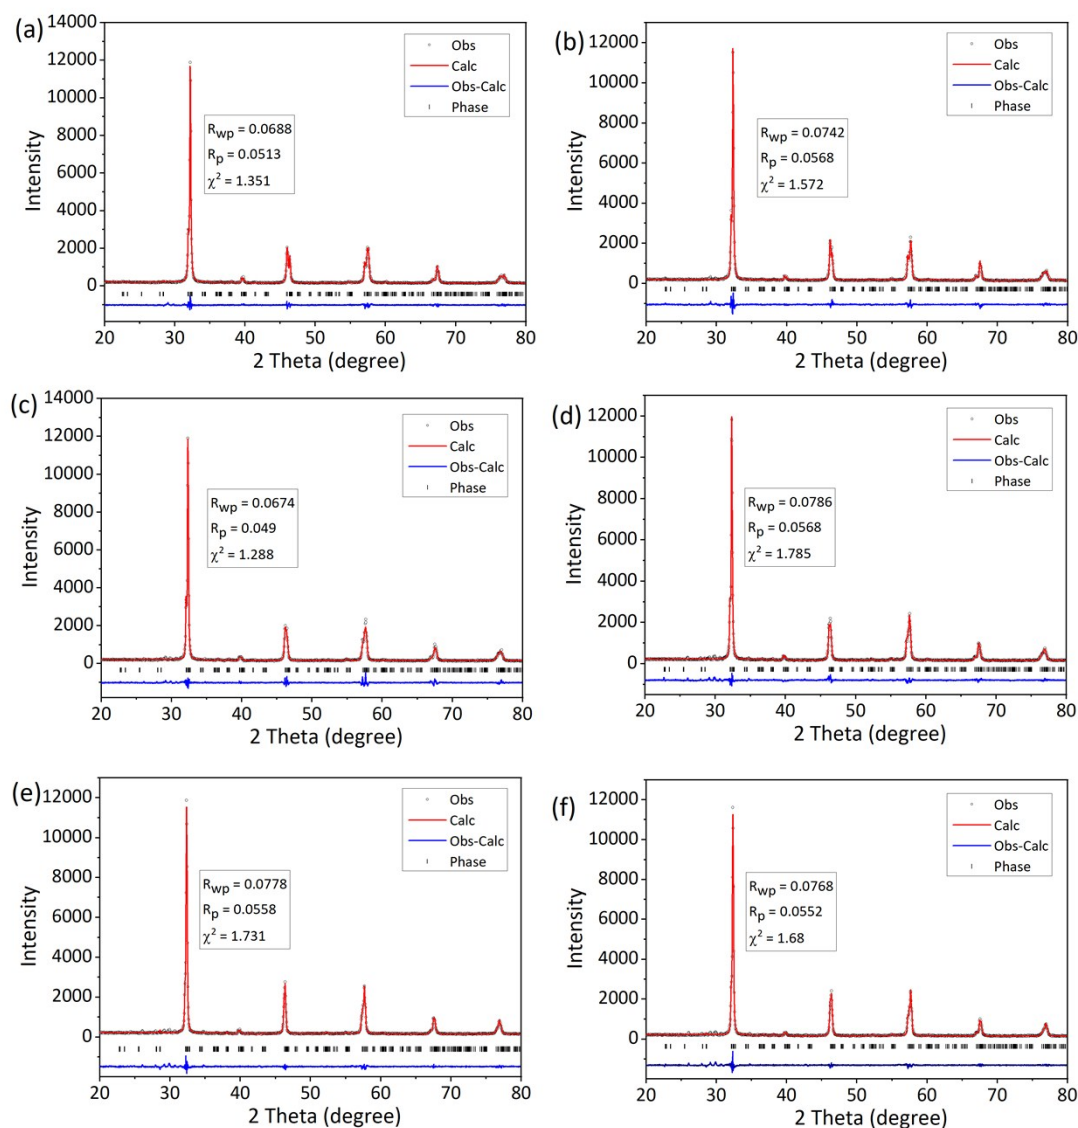 (a)
14000
12000
10000
8000
6000
4000
2000
0
Intensity
Obs
Calc
Obs-Calc
Phase
Rwp = 0.0688
Rp = 0.0513
χ² = 1.351
20 30 40 50 60 70 80
2 Theta (degree)
(b)
12000
10000
8000
6000
4000
2000
0
Intensity
Obs
Calc
Obs-Calc
Phase
Rwp = 0.0742
Rp = 0.0568
χ² = 1.572
20 30 40 50 60 70 80
2 Theta (degree)
(c)
14000
12000
10000
8000
6000
4000
2000
0
Intensity
Obs
Calc
Obs-Calc
Phase
Rwp = 0.0674
Rp = 0.049
χ² = 1.288
20 30 40 50 60 70 80
2 Theta (degree)
(d)
12000
10000
8000
6000
4000
2000
0
Intensity
Obs
Calc
Obs-Calc
Phase
Rwp = 0.0786
Rp = 0.0568
χ² = 1.785
20 30 40 50 60 70 80
2 Theta (degree)
(e)
12000
10000
8000
6000
4000
2000
0
Intensity
Obs
Calc
Obs-Calc
Phase
Rwp = 0.0778
Rp = 0.0558
χ² = 1.731
20 30 40 50 60 70 80
2 Theta (degree)
(f)
12000
10000
8000
6000
4000
2000
0
Intensity
Obs
Calc
Obs-Calc
Phase
Rwp = 0.0768
Rp = 0.0552
χ² = 1.68
20 30 40 50 60 70 80
2 Theta (degree)